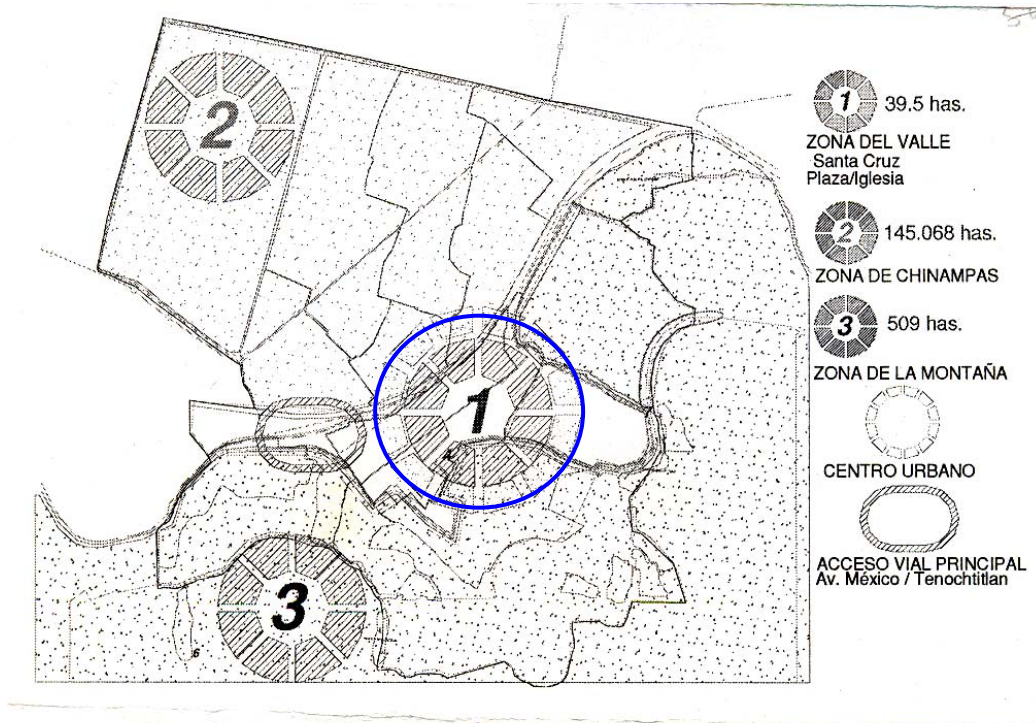 2
1
3
6
1 39.5 has.
ZONA DEL VALLE
Santa Cruz
Plaza/Iglesia
2 145.068 has.
ZONA DE CHINAMPAS
3 509 has.
ZONA DE LA MONTAÑA
CENTRO URBANO
ACCESO VIAL PRINCIPAL
Av. México / Tenochtitlan